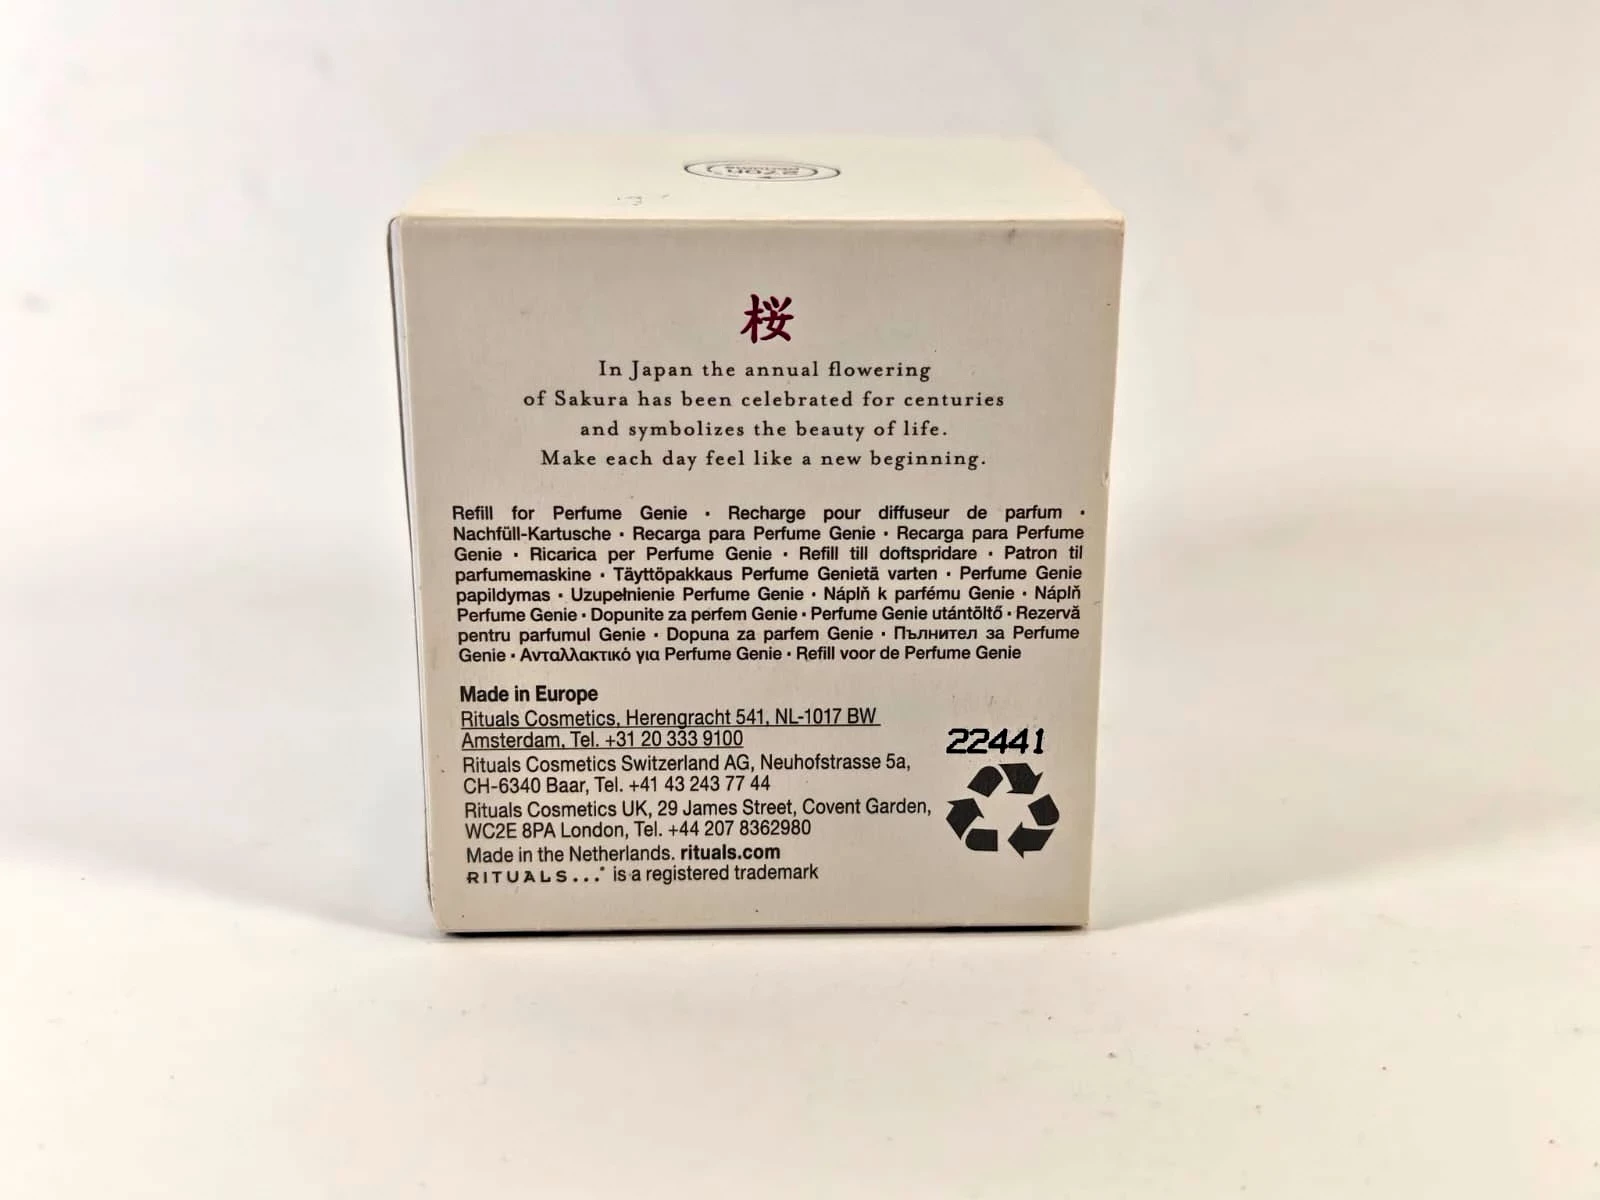 桜
In Japan the annual flowering
of Sakura has been celebrated for centuries
and symbolizes the beauty of life.
Make each day feel like a new beginning.
Refill for Perfume Genie · Recharge pour diffuseur de parfum ·
Nachfüll-Kartusche · Recarga para Perfume Genie · Recarga para Perfume
Genie · Ricarica per Perfume Genie · Refill till doftspridare · Patron til
parfumemaskine · Täyttöpakkaus Perfume Genietä varten · Perfume Genie
papildymas · Uzupełnienie Perfume Genie · Náplň k parfému Genie · Náplň
Perfume Genie · Dopunite za perfem Genie · Perfume Genie utántöltő · Rezervă
pentru parfumul Genie · Dopuna za parfem Genie · Пълнител за Perfume
Genie · Ανταλλακτικό για Perfume Genie · Refill voor de Perfume Genie
Made in Europe
Rituals Cosmetics, Herengracht 541, NL-1017 BW
Amsterdam, Tel. +31 20 333 9100
Rituals Cosmetics Switzerland AG, Neuhofstrasse 5a,
CH-6340 Baar, Tel. +41 43 243 77 44
Rituals Cosmetics UK, 29 James Street, Covent Garden,
WC2E 8PA London, Tel. +44 207 8362980
Made in the Netherlands. rituals.com
RITUALS...® is a registered trademark
22441